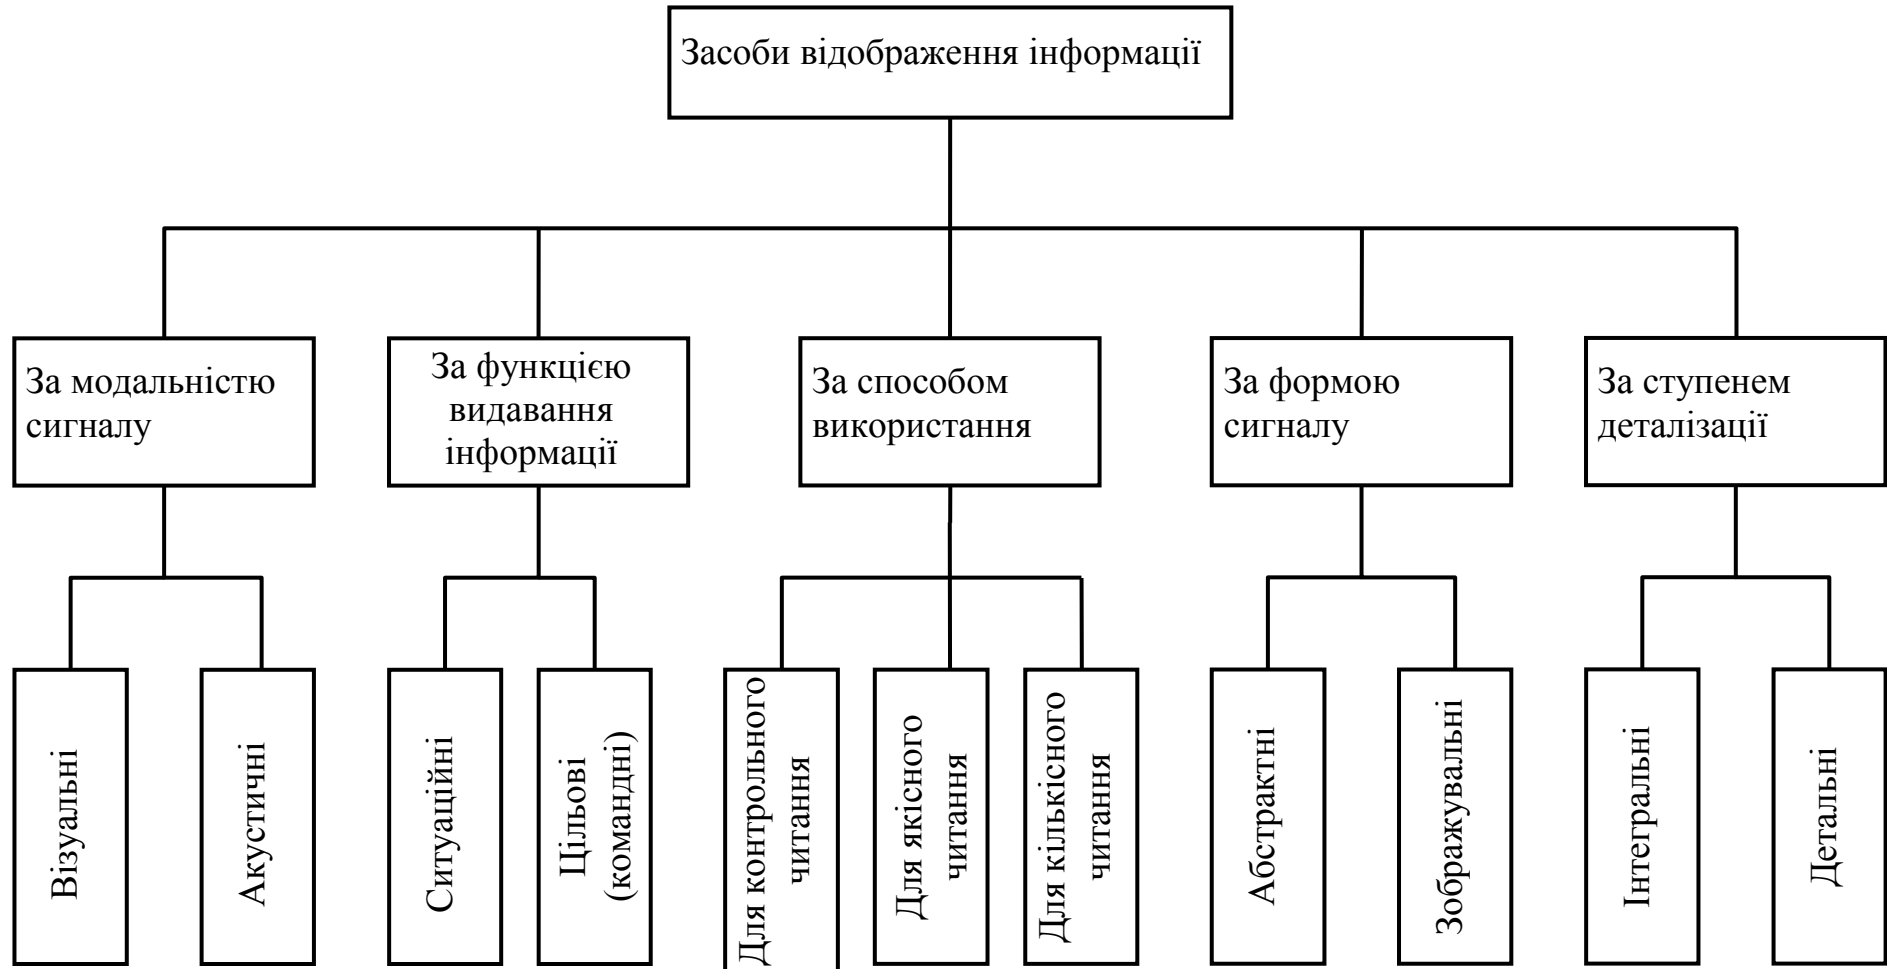 Засоби відображення інформації
За модальністю
сигналу
За функцією
видавання
інформації
За способом
використання
За формою
сигналу
За ступенем
деталізації
Візуальні
Акустичні
Ситуаційні
Цільові
(командні)
Для контрольного
читання
Для якісного
читання
Для кількісного
читання
Абстрактні
Зображувальні
Інтегральні
Детальні